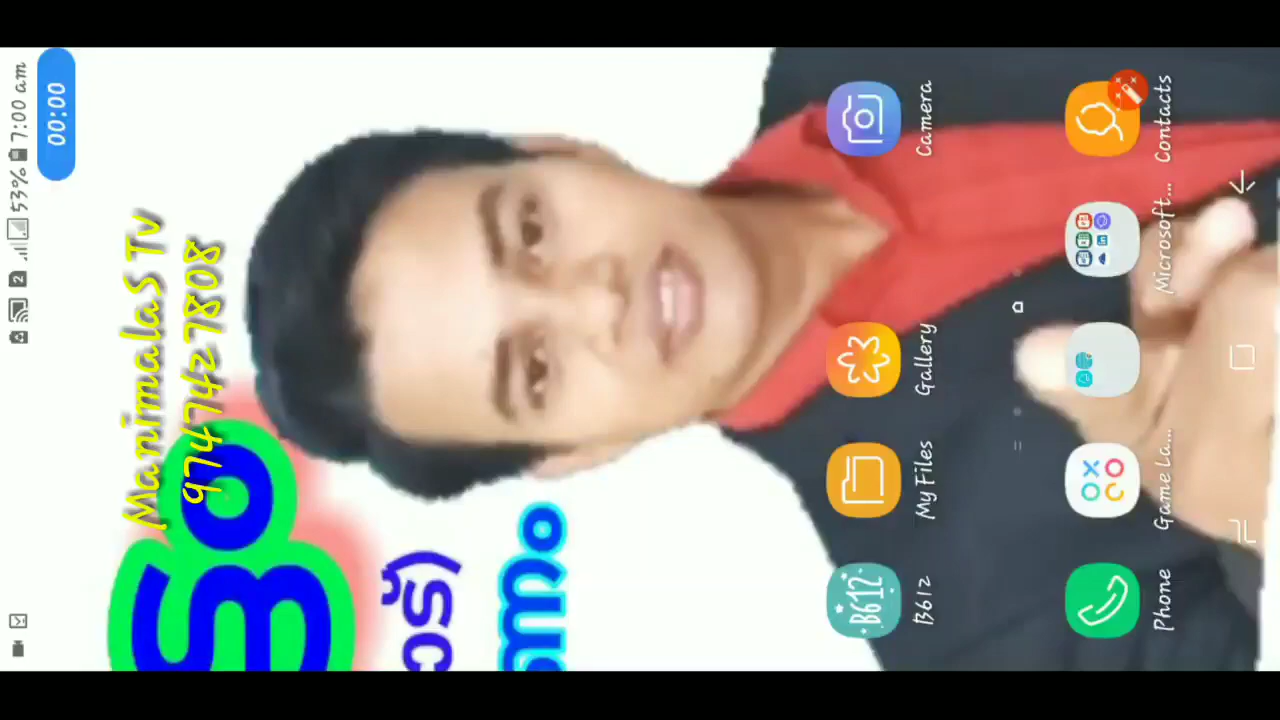 53% 7:00 am
00:00
ManimalaS Tv
9747427808
B612
My Files
Gallery
Camera
Phone
Game La...
Microsoft...
Contacts